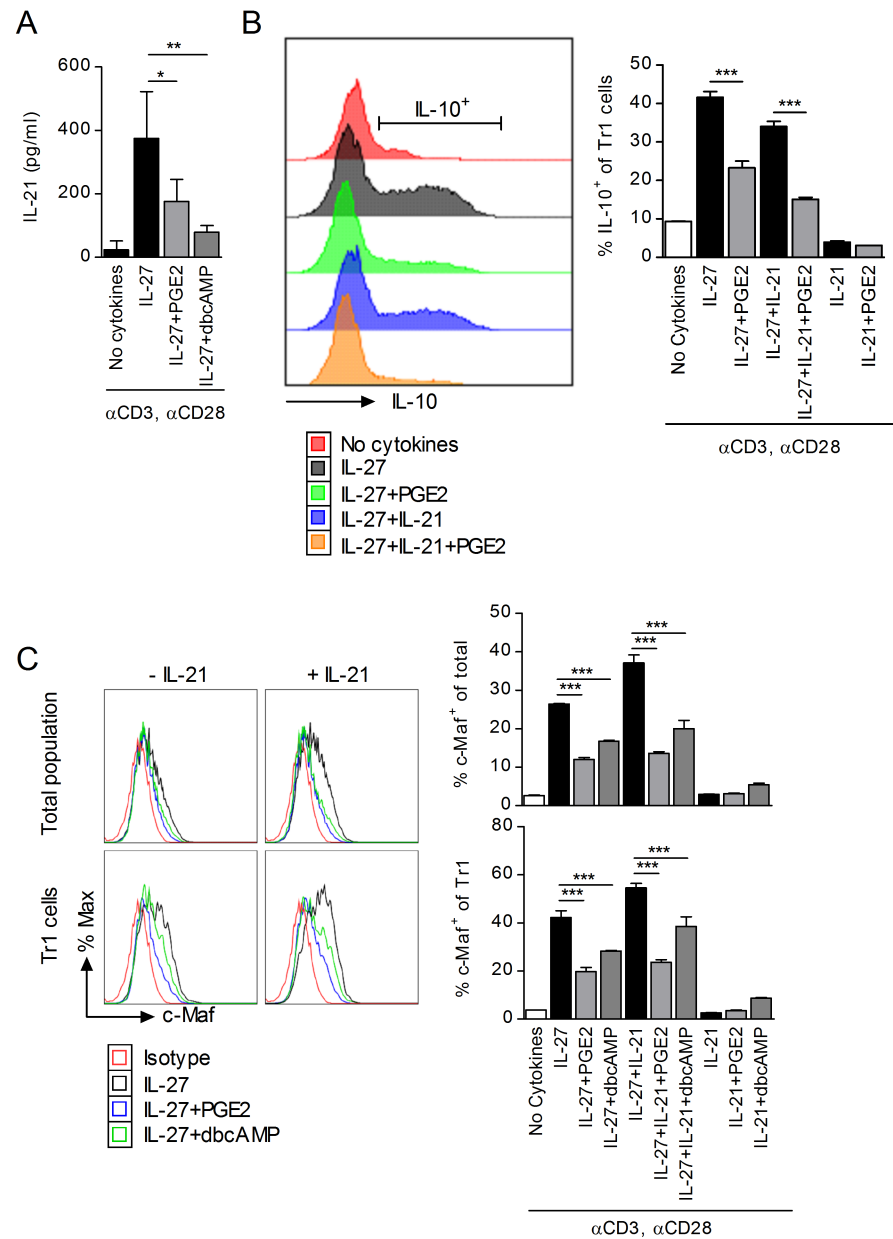 A
600
400
200
0
IL-21 (pg/ml)
**
*
No cytokines
IL-27
IL-27+PGE2
IL-27+dbcAMP
αCD3, αCD28
B
IL-10⁺
IL-10
No cytokines
IL-27
IL-27+PGE2
IL-27+IL-21
IL-27+IL-21+PGE2
50
40
30
20
10
0
% IL-10⁺ of Tr1 cells
***
***
No Cytokines
IL-27
IL-27+PGE2
IL-27+IL-21
IL-27+IL-21+PGE2
IL-21
IL21+PGE2
αCD3, αCD28
C
- IL-21
+ IL-21
Total population
Tr1 cells
% Max
c-Maf
Isotype
IL-27
IL-27+PGE2
IL-27+dbcAMP
50
40
30
20
10
0
% c-Maf⁺ of total
***
***
***
***
80
60
40
20
0
% c-Maf⁺ of Tr1
***
***
***
***
No Cytokines
IL-27
IL-27+PGE2
IL-27+dbcAMP
IL-27+IL-21
IL-27+IL-21+PGE2
IL-27+IL-21+dbcAMP
IL-21
IL-21+PGE2
IL-21+dbcAMP
αCD3, αCD28